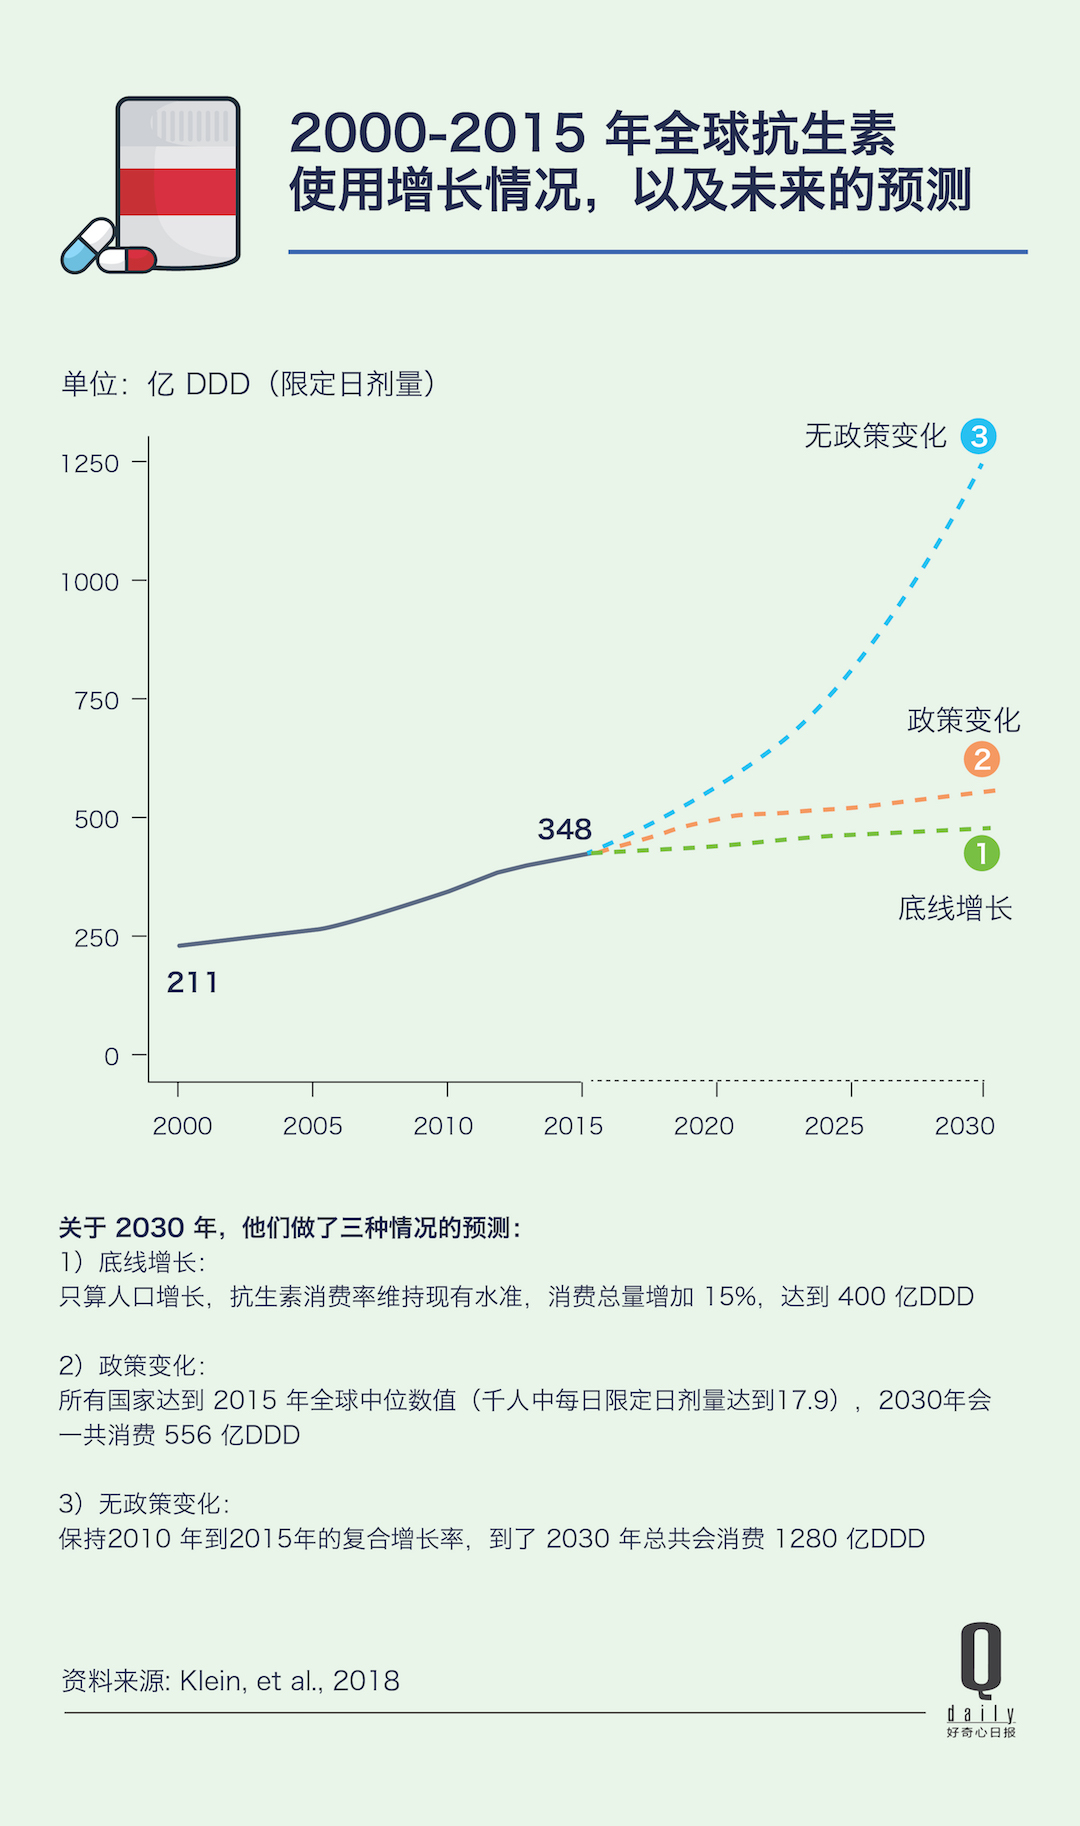 2000-2015 年全球抗生素
使用增长情况，以及未来的预测
单位：亿 DDD（限定日剂量）
无政策变化 3
1250
1000
750
政策变化
2
500
348
1
底线增长
250
211
0
2000 2005 2010 2015 2020 2025 2030
关于 2030 年，他们做了三种情况的预测：
1）底线增长：
只算人口增长，抗生素消费率维持现有水准，消费总量增加 15%，达到 400 亿DDD
2）政策变化：
所有国家达到 2015 年全球中位数值（千人中每日限定日剂量达到17.9），2030年会
一共消费 556 亿DDD
3）无政策变化：
保持2010 年到2015年的复合增长率，到了 2030 年总共会消费 1280 亿DDD
资料来源: Klein, et al., 2018
Q
daily
好奇心日报